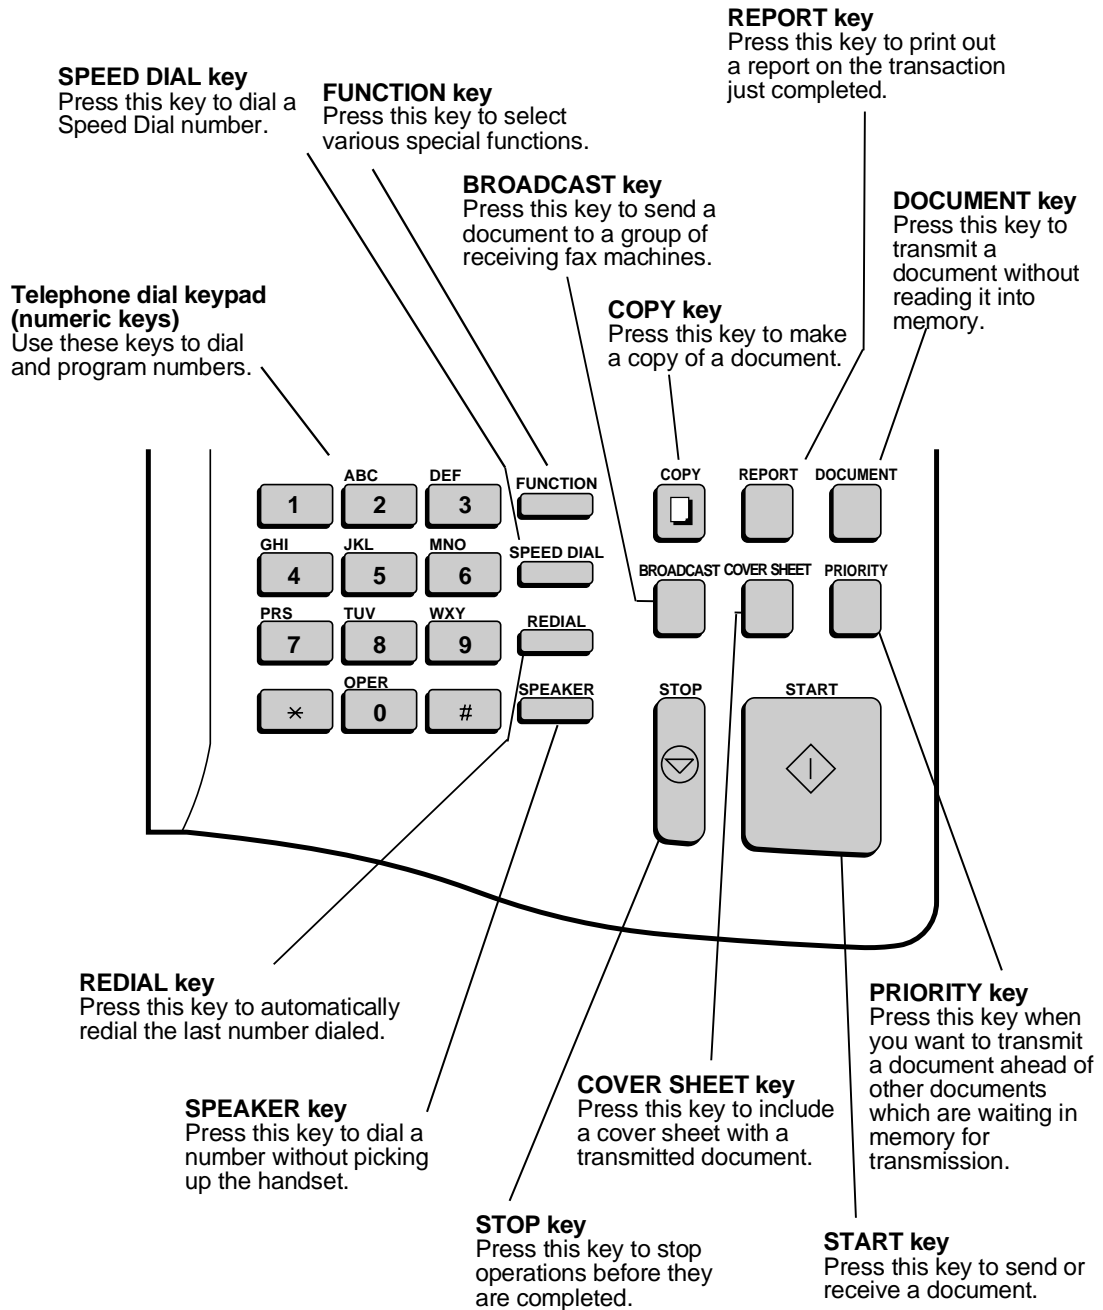 REPORT key
Press this key to print out
a report on the transaction
just completed.
SPEED DIAL key
Press this key to dial a
Speed Dial number.
FUNCTION key
Press this key to select
various special functions.
BROADCAST key
Press this key to send a
document to a group of
receiving fax machines.
DOCUMENT key
Press this key to
transmit a
document without
reading it into
memory.
Telephone dial keypad
(numeric keys)
Use these keys to dial
and program numbers.
COPY key
Press this key to make
a copy of a document.
ABC
DEF
1
2
3
GHI
JKL
MNO
4
5
6
PRS
TUV
WXY
7
8
9
OPER
*
0
#
FUNCTION
SPEED DIAL
REDIAL
SPEAKER
COPY
REPORT
DOCUMENT
BROADCAST
COVER SHEET
PRIORITY
STOP
START
REDIAL key
Press this key to automatically
redial the last number dialed.
PRIORITY key
Press this key when
you want to transmit
a document ahead of
other documents
which are waiting in
memory for
transmission.
SPEAKER key
Press this key to dial a
number without picking
up the handset.
COVER SHEET key
Press this key to include
a cover sheet with a
transmitted document.
STOP key
Press this key to stop
operations before they
are completed.
START key
Press this key to send or
receive a document.